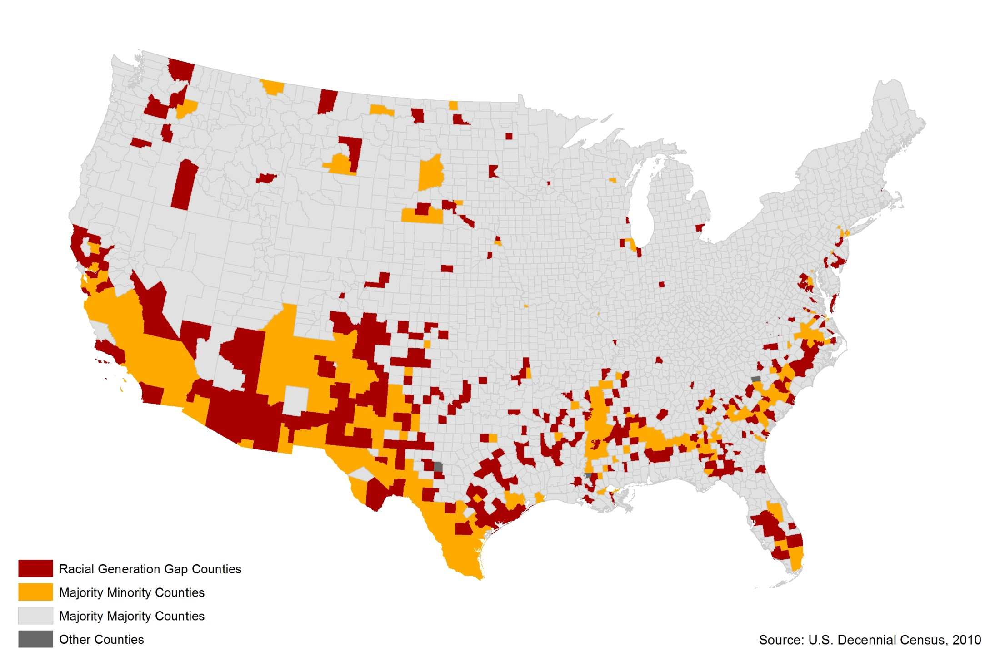 Racial Generation Gap Counties
Majority Minority Counties
Majority Majority Counties
Other Counties
Source: U.S. Decennial Census, 2010